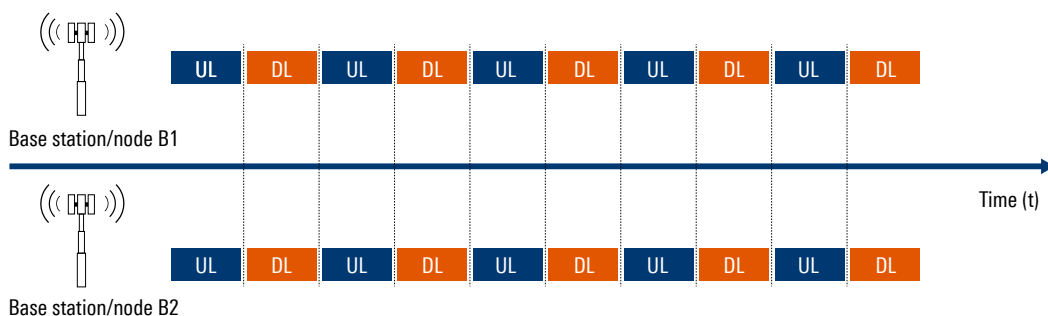 UL DL UL DL UL DL UL DL UL DL
Base station/node B1
Time (t)
UL DL UL DL UL DL UL DL UL DL
Base station/node B2